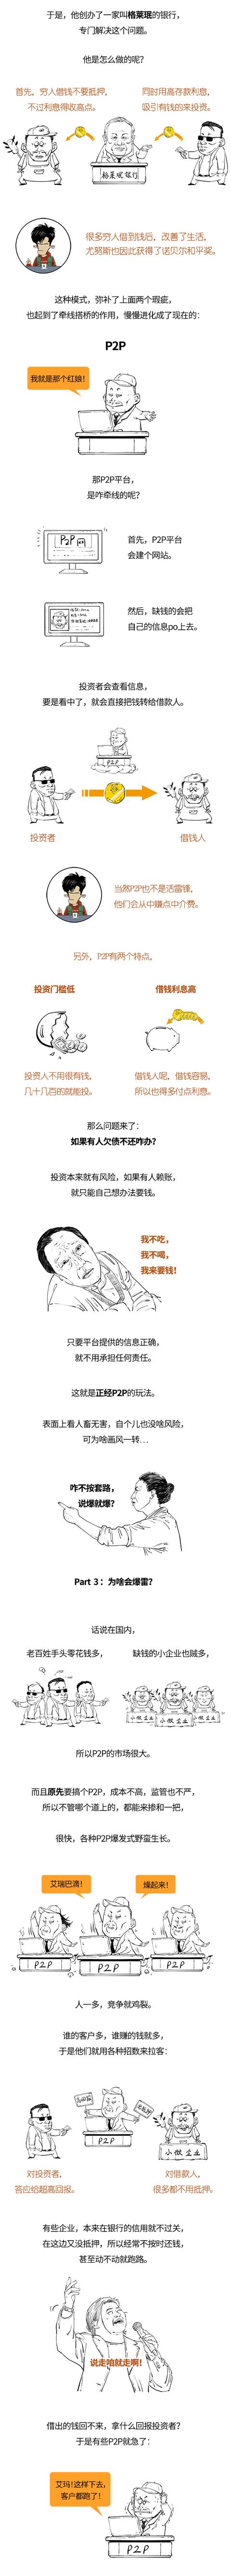 于是，他创办了一家叫格莱珉的银行，
专门解决这个问题。
他是怎么做的呢？
首先，穷人借钱不要抵押，
不过利息得收高点。
同时用高存款利息，
吸引有钱的来投资。
格莱珉银行
很多穷人借到钱后，改善了生活，
尤努斯也因此获得了诺贝尔和平奖。
这种模式，弥补了上面两个瑕疵，
也起到了牵线搭桥的作用，慢慢进化成了现在的：
P2P
我就是那个红娘！
那P2P平台，
是咋牵线的呢？
P2P
首先，P2P平台
会建个网站。
然后，缺钱的会把
自己的信息po上去。
投资者会查看信息，
要是看中了，就会直接把钱转给借款人。
投资者
借钱人
当然P2P也不是活雷锋，
他们会从中赚点中介费。
另外，P2P有两个特点，
投资门槛低
借钱利息高
投资人不用很有钱，
几十几百的就能投。
借钱人呢，借钱容易，
所以也得多付点利息。
那么问题来了：
如果有人欠债不还咋办？
投资本来就有风险，如果有人赖账，
就只能自己想办法要钱。
我不吃，
我不喝，
我来要钱！
只要平台提供的信息正确，
就不用承担任何责任。
这就是正经P2P的玩法。
表面上看人畜无害，自个儿也没啥风险，
可为啥画风一转…
咋不按套路，
说爆就爆？
Part 3：为啥会爆雷？
话说在国内，
老百姓手头零花钱多，
缺钱的小企业也贼多，
小微企业
小微企业
小微企业
所以P2P的市场很大。
而且原先要搞个P2P，成本不高，监管也不严，
所以不管哪个道上的，都能来掺和一把，
很快，各种P2P爆发式野蛮生长。
艾瑞巴滴！
燥起来！
P2P
P2P
P2P
人一多，竞争就鸡裂。
谁的客户多，谁赚的钱就多，
于是他们就用各种招数来拉客：
P2P
小微企业
对投资者，
答应给超高回报。
对借款人，
很多都不用抵押。
有些企业，本来在银行的信用就不过关，
在这边又没抵押，所以经常不按时还钱，
甚至动不动就跑路。
说走咱就走啊！
借出的钱回不来，拿什么回报投资者？
于是有些P2P就急了：
艾玛！这样下去，
客户都跑了！
P2P